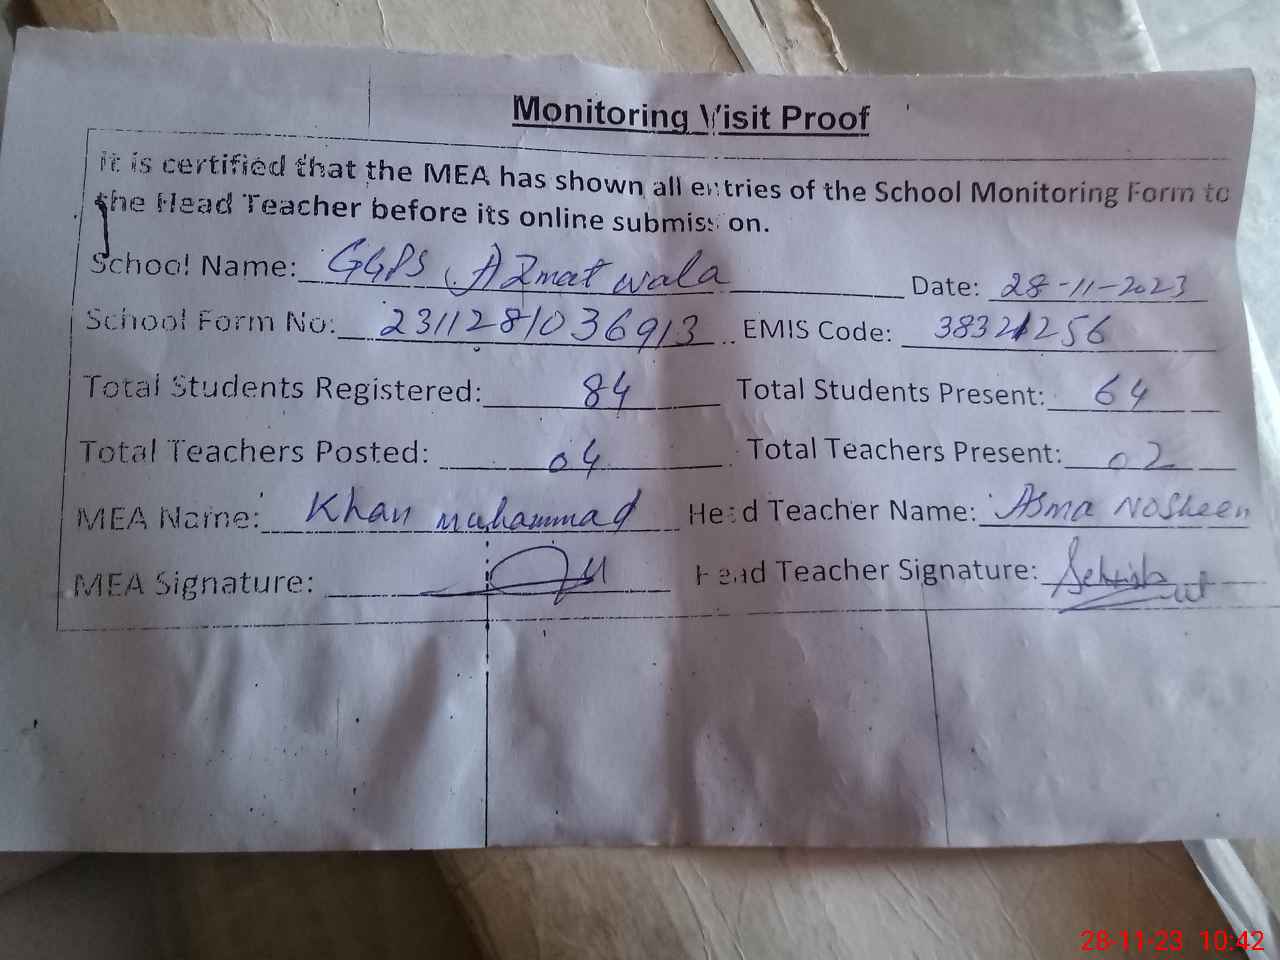 Monitoring Visit Proof
It is certified that the MEA has shown all entries of the School Monitoring Form to
the Head Teacher before its online submission.
School Name: GGPS Azmat wala Date: 28-11-2023
School Form No: 2311281036913 EMIS Code: 38321256
Total Students Registered: 84 Total Students Present: 64
Total Teachers Posted: 04 Total Teachers Present: 02
MEA Name: Khan muhammad Head Teacher Name: Asma Nosheen
MEA Signature: Head Teacher Signature:
28-11-23 10:42